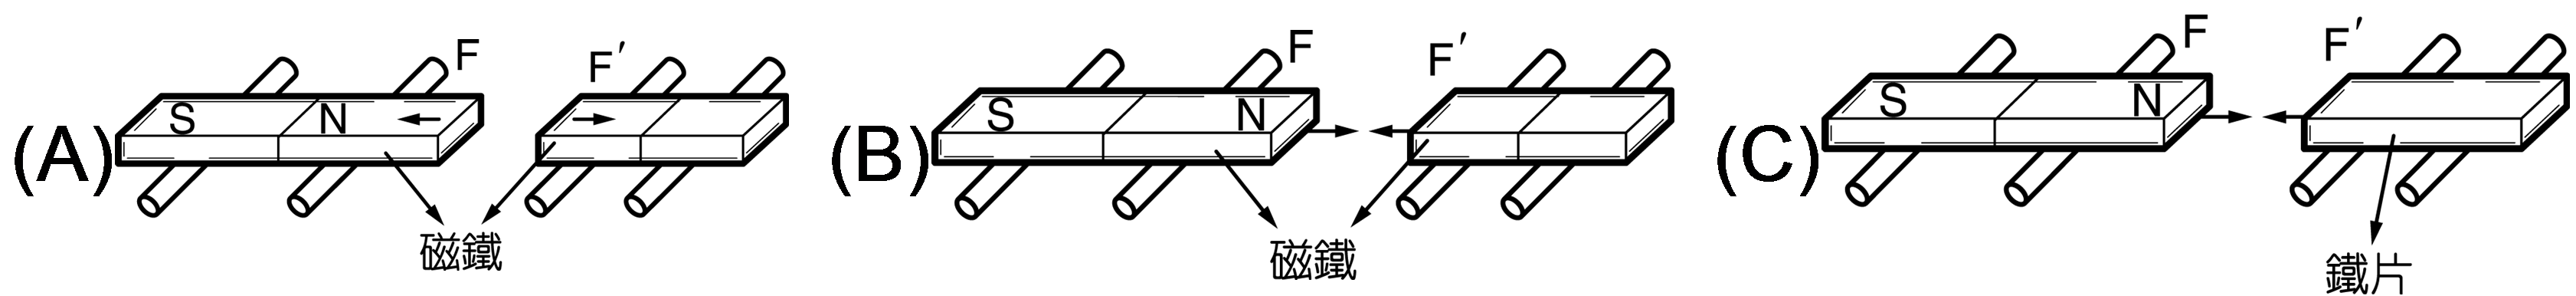 (A) S N F F′ 磁鐵
(B) S N F F′ 磁鐵
(C) S N F F′ 鐵片